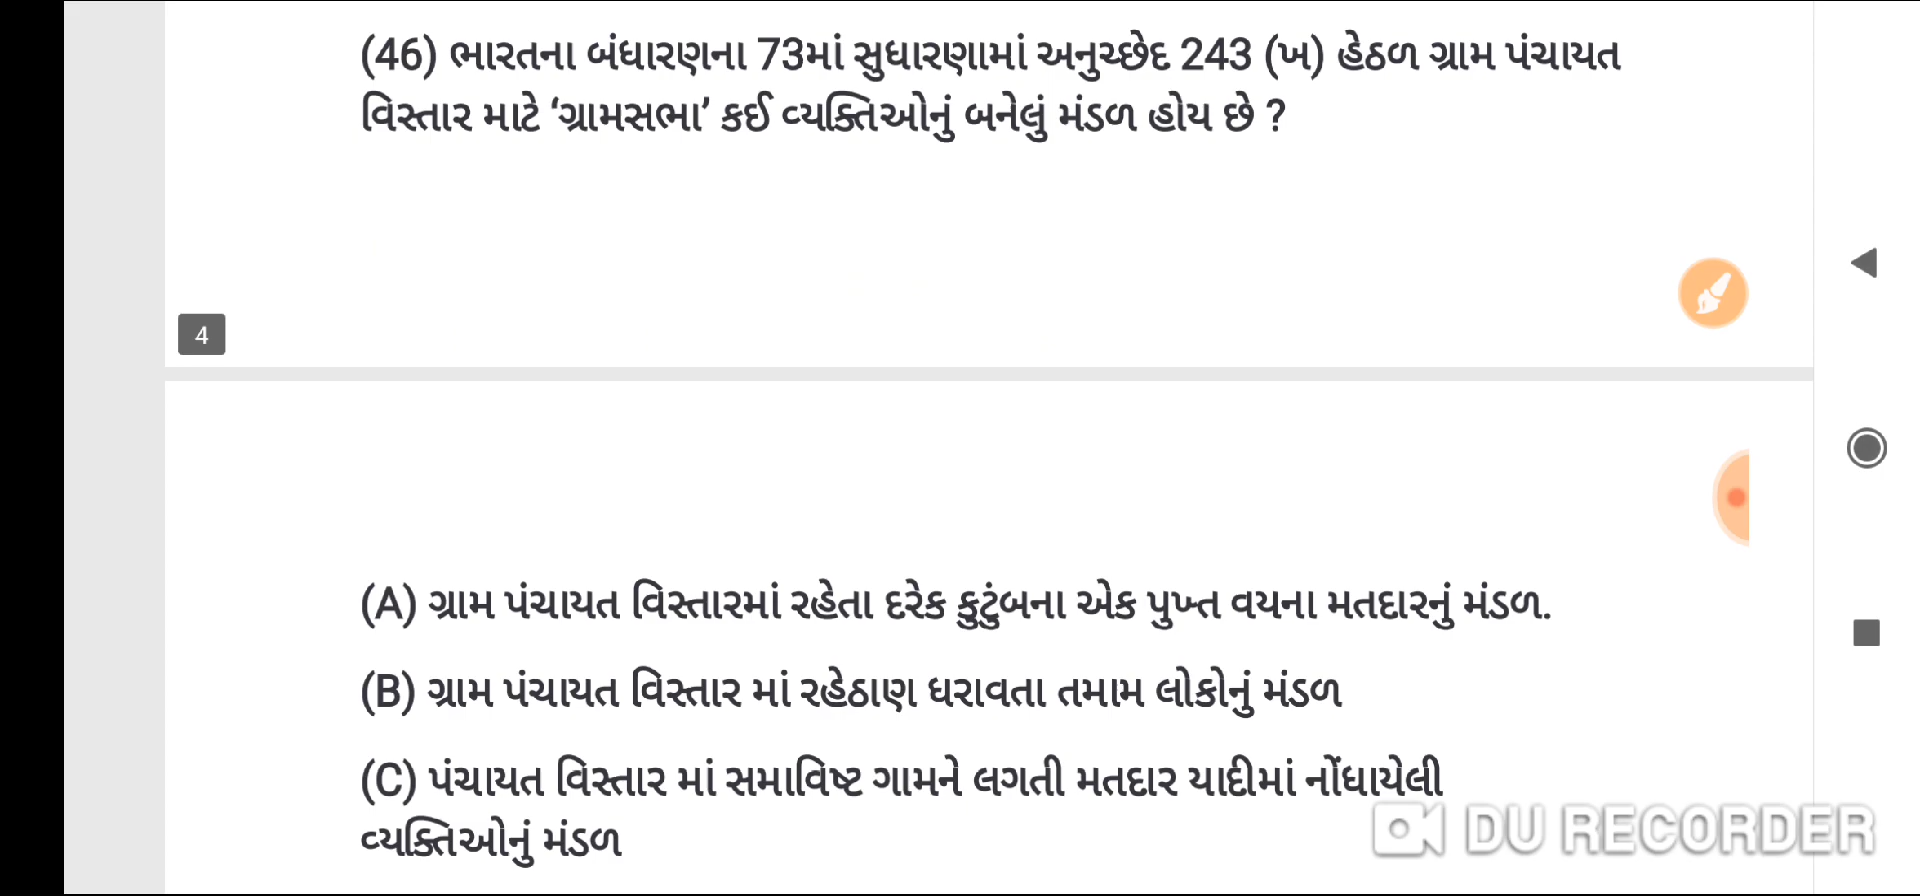 (46) ભારતના બંધારણના 73માં સુધારણામાં અનુચ્છેદ 243 (ખ) હેઠળ ગ્રામ પંચાયત
વિસ્તાર માટે ‘ગ્રામસભા’ કઈ વ્યક્તિઓનું બનેલું મંડળ હોય છે ?
4
(A) ગ્રામ પંચાયત વિસ્તારમાં રહેતા દરેક કુટુંબના એક પુખ્ત વયના મતદારનું મંડળ.
(B) ગ્રામ પંચાયત વિસ્તાર માં રહેઠાણ ધરાવતા તમામ લોકોનું મંડળ
(C) પંચાયત વિસ્તાર માં સમાવિષ્ટ ગામને લગતી મતદાર યાદીમાં નોંધાયેલી
વ્યક્તિઓનું મંડળ
DU RECORDER